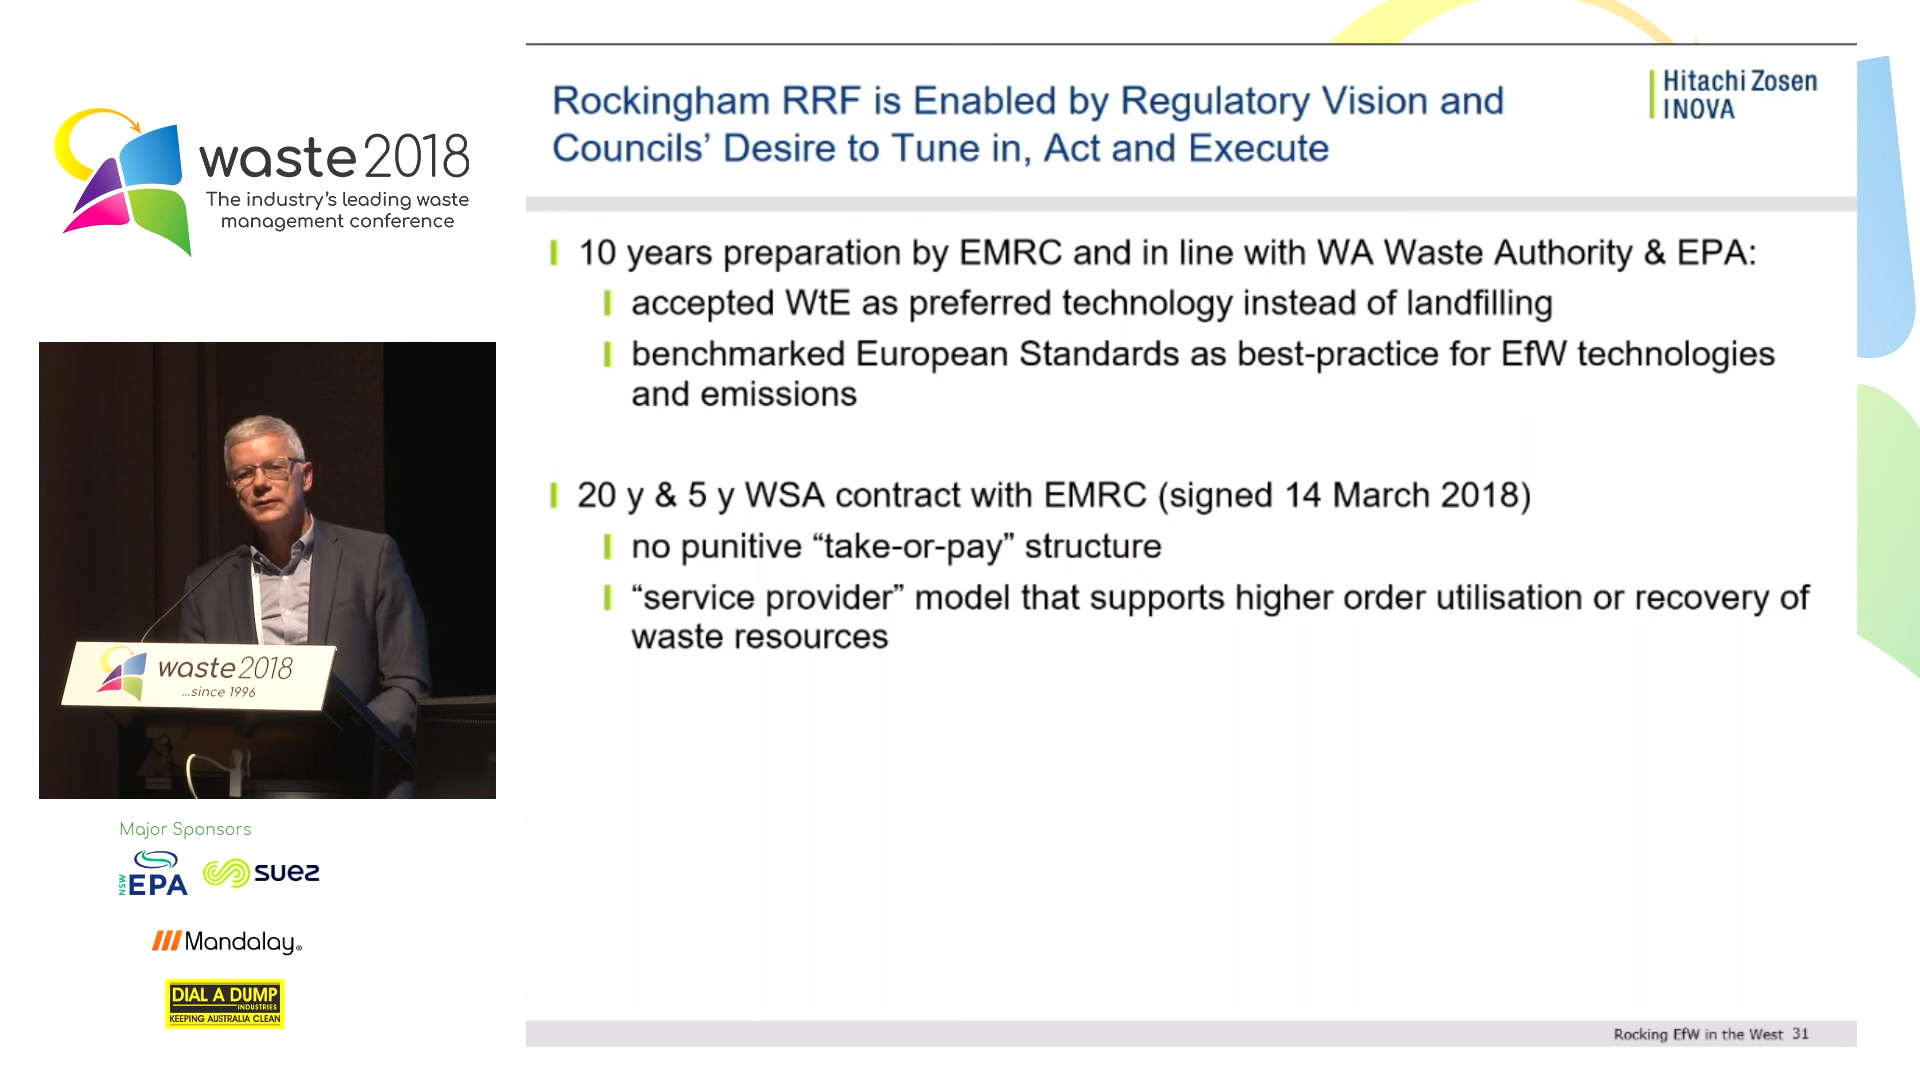 waste 2018
The industry's leading waste
management conference
waste 2018
...since 1996
Major Sponsors
NSW EPA
suez
Mandalay®
DIAL A DUMP
INDUSTRIES
KEEPING AUSTRALIA CLEAN
Rockingham RRF is Enabled by Regulatory Vision and
Councils’ Desire to Tune in, Act and Execute
Hitachi Zosen
INOVA
10 years preparation by EMRC and in line with WA Waste Authority & EPA:
accepted WtE as preferred technology instead of landfilling
benchmarked European Standards as best-practice for EfW technologies
and emissions
20 y & 5 y WSA contract with EMRC (signed 14 March 2018)
no punitive “take-or-pay” structure
“service provider” model that supports higher order utilisation or recovery of
waste resources
Rocking EfW in the West 31